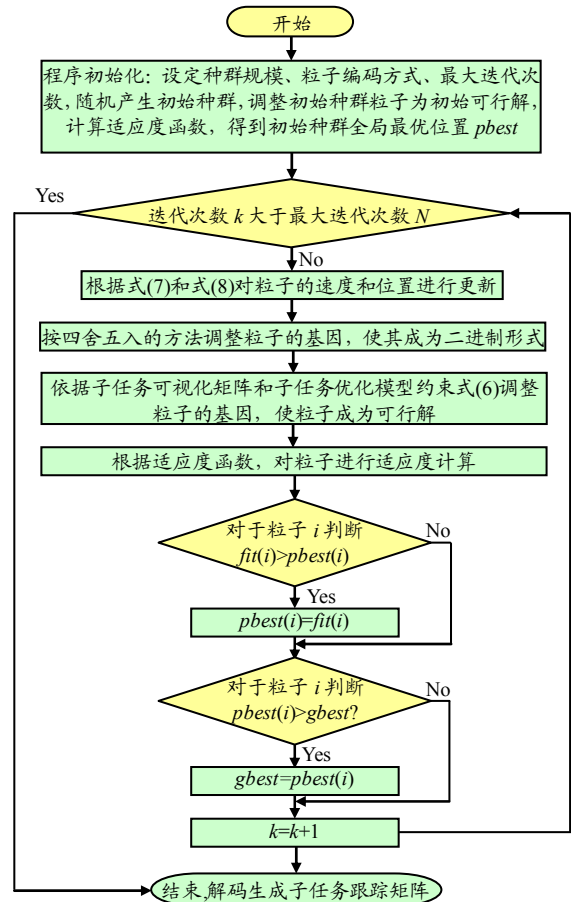 开始
程序初始化：设定种群规模、粒子编码方式、最大迭代次
数,随机产生初始种群,调整初始种群粒子为初始可行解,
计算适应度函数，得到初始种群全局最优位置 pbest
Yes
迭代次数 k 大于最大迭代次数 N
No
根据式(7)和式(8)对粒子的速度和位置进行更新
按四舍五入的方法调整粒子的基因，使其成为二进制形式
依据子任务可视化矩阵和子任务优化模型约束式(6)调整
粒子的基因，使粒子成为可行解
根据适应度函数，对粒子进行适应度计算
对于粒子 i 判断
fit(i)>pbest(i)
No
Yes
pbest(i)=fit(i)
对于粒子 i 判断
pbest(i)>gbest?
No
Yes
gbest=pbest(i)
k=k+1
结束,解码生成子任务跟踪矩阵